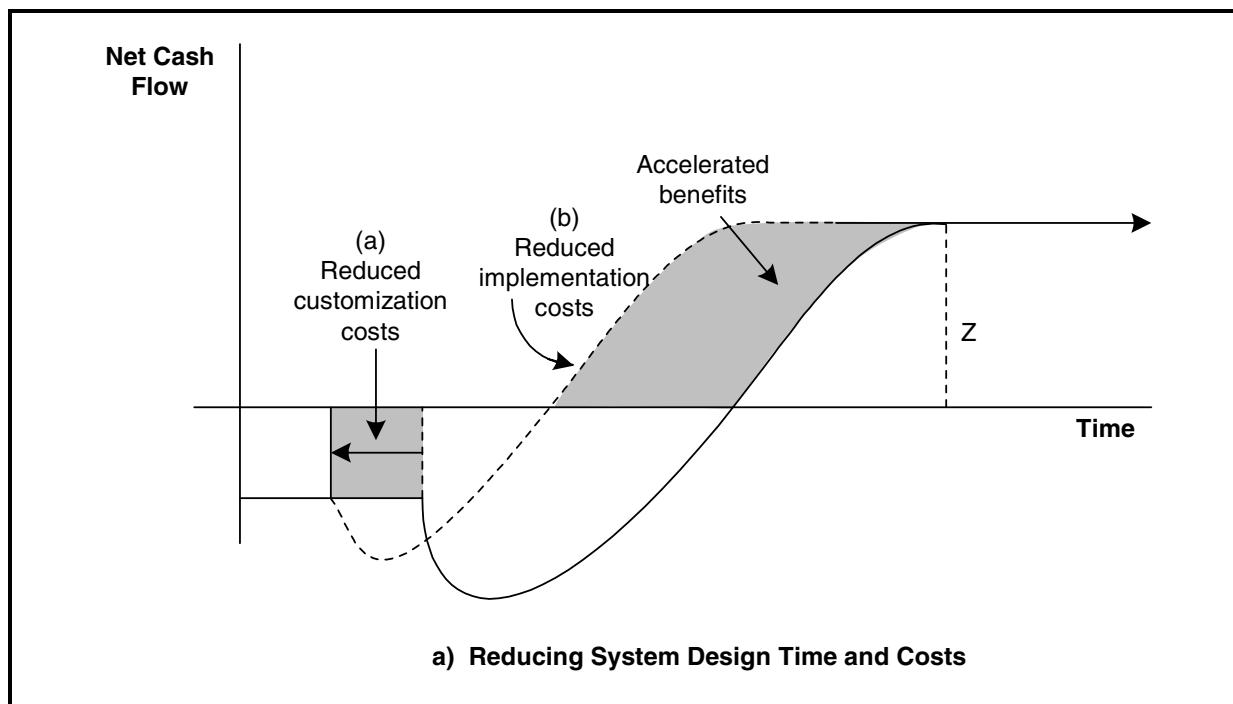 Net Cash
Flow
Accelerated
benefits
(a)
Reduced
customization
costs
(b)
Reduced
implementation
costs
Z
Time
a) Reducing System Design Time and Costs